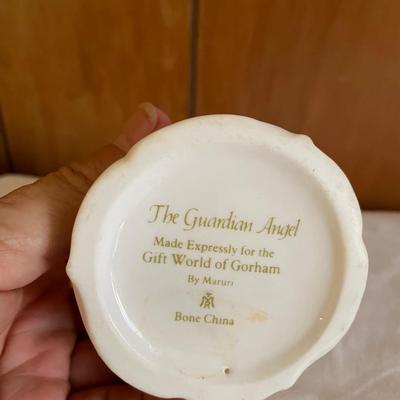 The Guardian Angel
Made Expressly for the
Gift World of Gorham
By Maruri
Bone China